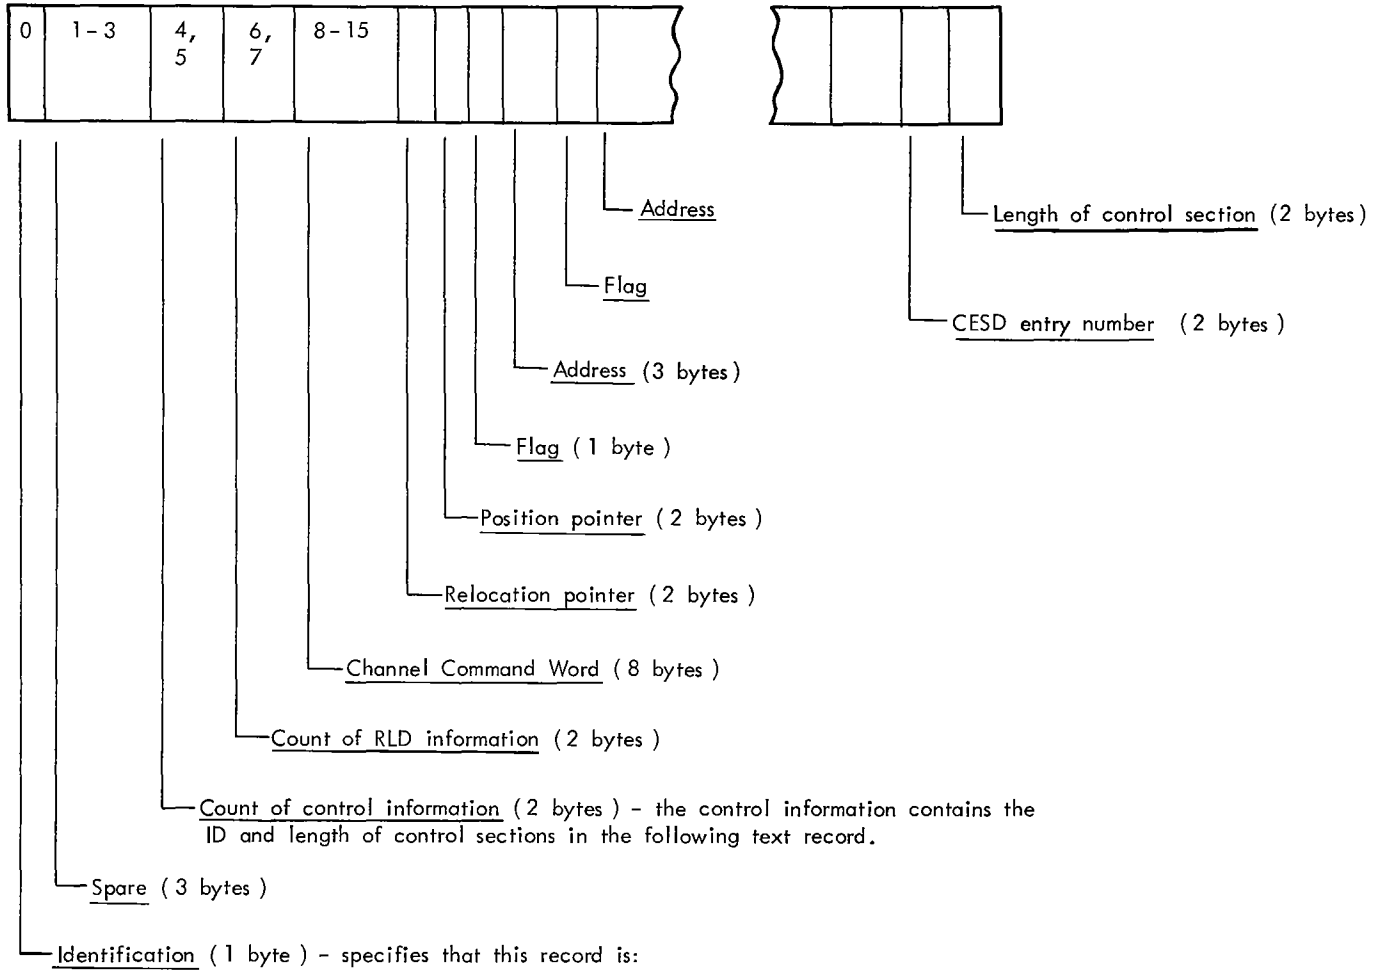 0 1-3 4, 6, 8-15
5 7
Address
Length of control section (2 bytes)
Flag
CESD entry number (2 bytes)
Address (3 bytes)
Flag (1 byte)
Position pointer (2 bytes)
Relocation pointer (2 bytes)
Channel Command Word (8 bytes)
Count of RLD information (2 bytes)
Count of control information (2 bytes) - the control information contains the
ID and length of control sections in the following text record.
Spare (3 bytes)
Identification (1 byte) - specifies that this record is: